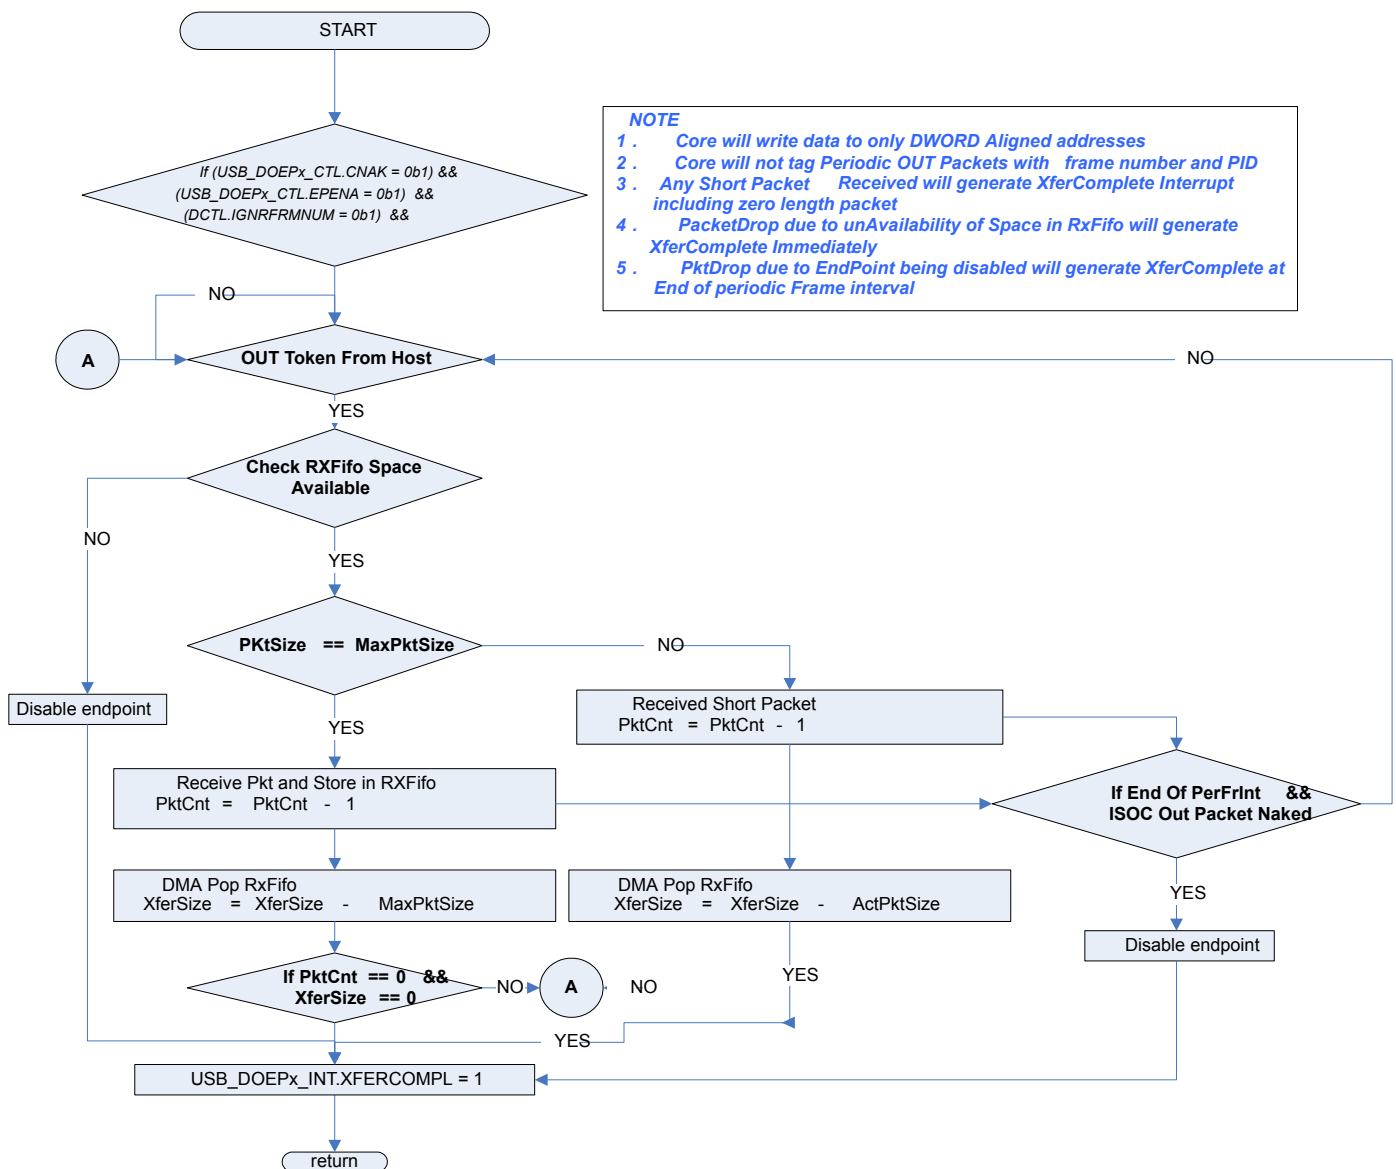 START
If (USB_DOEPx_CTL.CNAK = 0b1) &&
(USB_DOEPx_CTL.EPENA = 0b1) &&
(DCTL.IGNRFRMNUM = 0b1) &&
NOTE
1 . Core will write data to only DWORD Aligned addresses
2 . Core will not tag Periodic OUT Packets with frame number and PID
3 . Any Short Packet Received will generate XferComplete Interrupt
including zero length packet
4 . PacketDrop due to unAvailability of Space in RxFifo will generate
XferComplete Immediately
5 . PktDrop due to EndPoint being disabled will generate XferComplete at
End of periodic Frame interval
NO
A
OUT Token From Host
NO
YES
Check RXFifo Space
Available
NO
YES
PKtSize == MaxPktSize
NO
Disable endpoint
YES
Received Short Packet
PktCnt = PktCnt - 1
Receive Pkt and Store in RXFifo
PktCnt = PktCnt - 1
If End Of PerFrInt &&
ISOC Out Packet Naked
DMA Pop RxFifo
XferSize = XferSize - MaxPktSize
DMA Pop RxFifo
XferSize = XferSize - ActPktSize
YES
Disable endpoint
If PktCnt == 0 &&
XferSize == 0
NO
A
NO
YES
YES
USB_DOEPx_INT.XFERCOMPL = 1
return